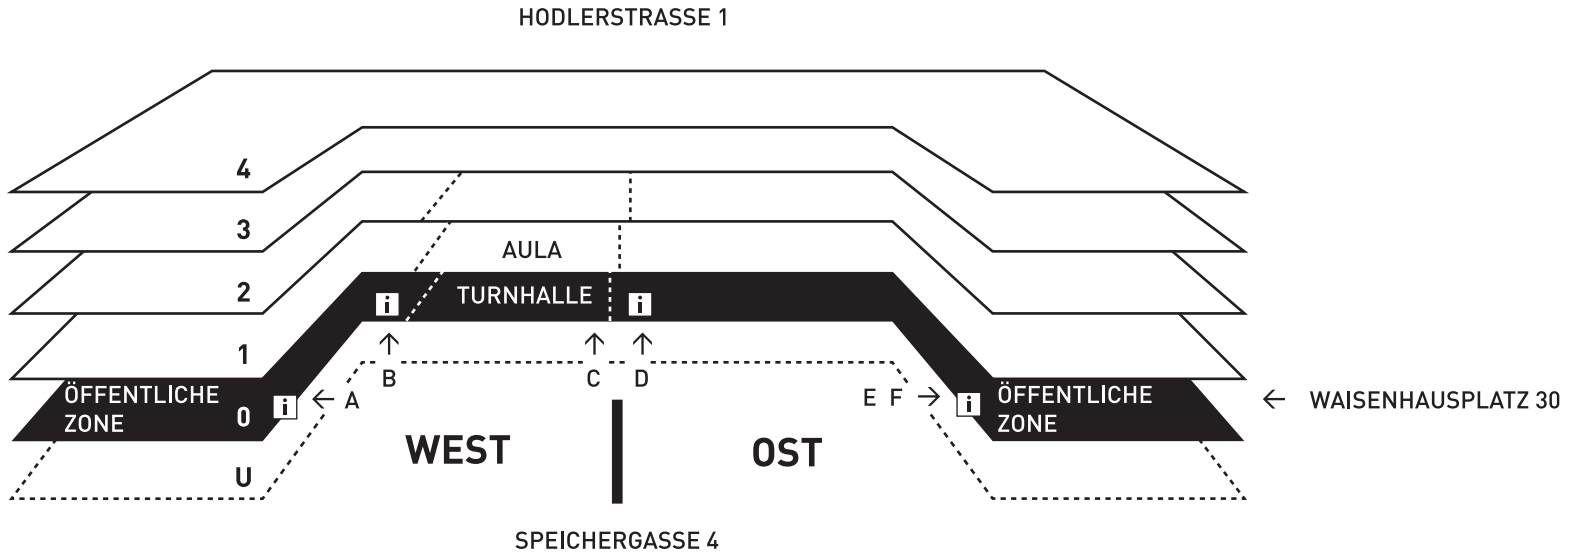 HODLERSTRASSE 1
4
3
AULA
2
i
TURNHALLE
i
1
B
C
D
ÖFFENTLICHE
ZONE
0
i
← A
E F →
i
ÖFFENTLICHE
ZONE
← WAISENHAUSPLATZ 30
WEST
OST
U
SPEICHERGASSE 4